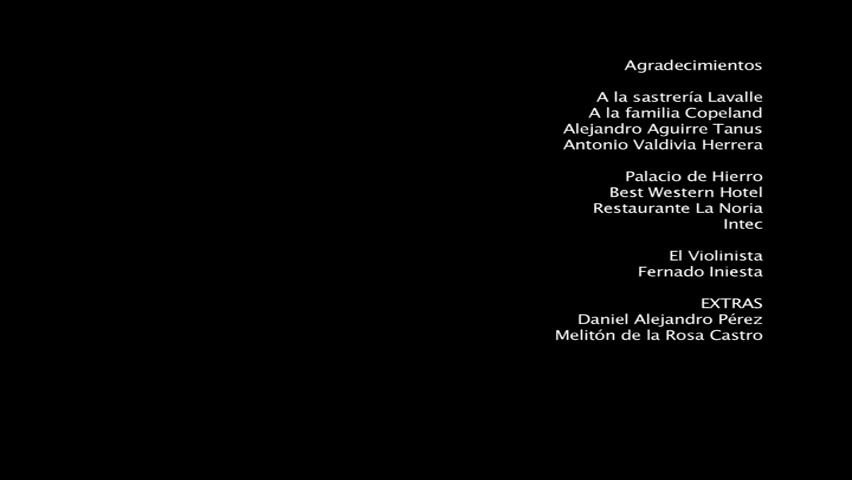 Agradecimientos
A la sastrería Lavalle
A la familia Copeland
Alejandro Aguirre Tanus
Antonio Valdivia Herrera
Palacio de Hierro
Best Western Hotel
Restaurante La Noria
Intec
El Violinista
Fernado Iniesta
EXTRAS
Daniel Alejandro Pérez
Melitón de la Rosa Castro